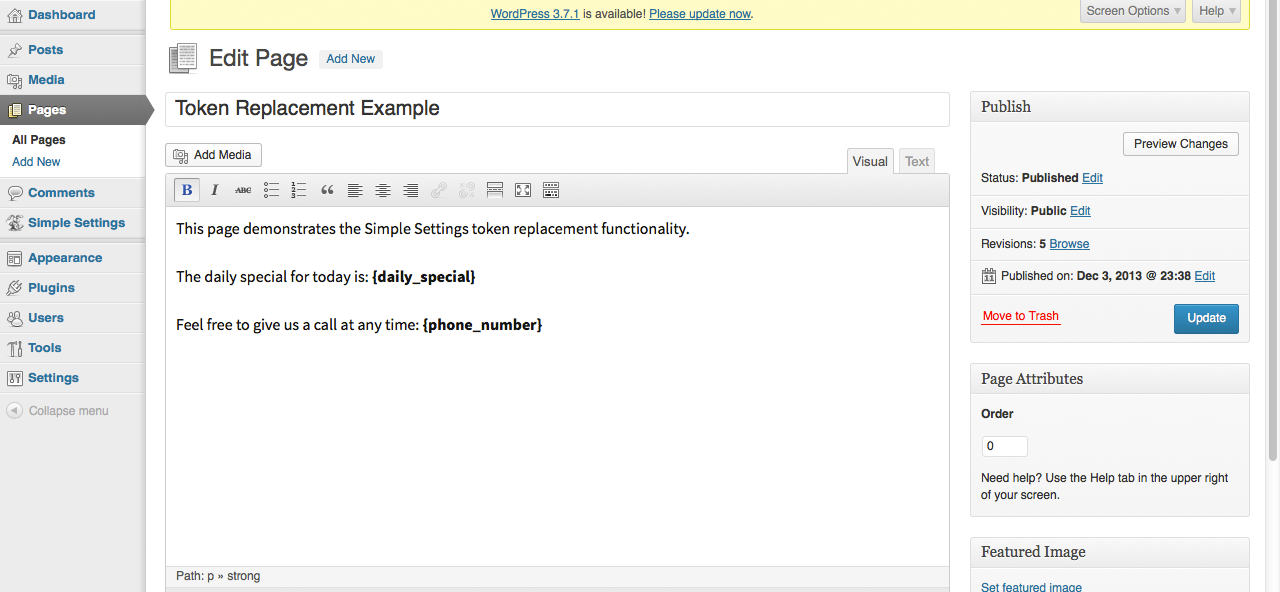 WordPress 3.7.1 is available! Please update now.
Screen Options
Help
Dashboard
Posts
Media
Pages
All Pages
Add New
Comments
Simple Settings
Appearance
Plugins
Users
Tools
Settings
Collapse menu
Edit Page
Add New
Token Replacement Example
Add Media
Visual
Text
B I ABC
This page demonstrates the Simple Settings token replacement functionality.
The daily special for today is: {daily_special}
Feel free to give us a call at any time: {phone_number}
Path: p » strong
Publish
Preview Changes
Status: Published Edit
Visibility: Public Edit
Revisions: 5 Browse
11 Published on: Dec 3, 2013 @ 23:38 Edit
Move to Trash
Update
Page Attributes
Order
0
Need help? Use the Help tab in the upper right
of your screen.
Featured Image
Set featured image